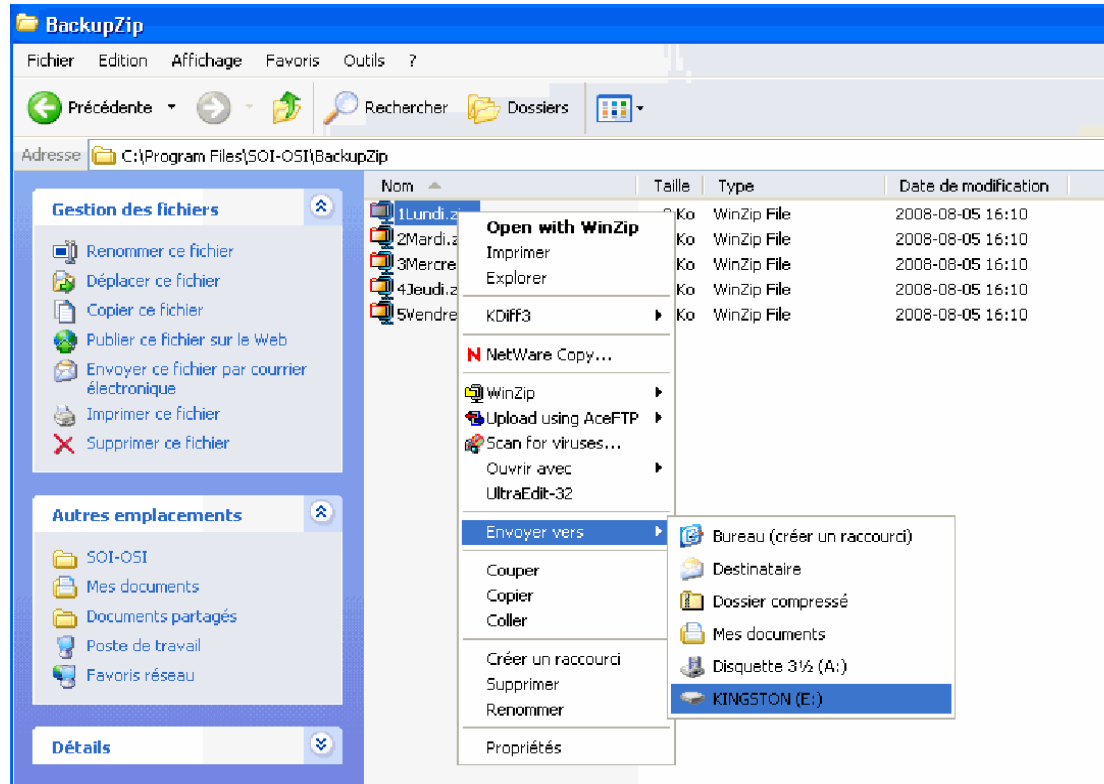 BackupZip
Fichier Edition Affichage Favoris Outils ?
Précédente Rechercher Dossiers
Adresse C:\Program Files\SOI-OSI\BackupZip
Nom Taille Type Date de modification
Gestion des fichiers
Renommer ce fichier
Déplacer ce fichier
Copier ce fichier
Publier ce fichier sur le Web
Envoyer ce fichier par courrier
électronique
Imprimer ce fichier
Supprimer ce fichier
Autres emplacements
SOI-OSI
Mes documents
Documents partagés
Poste de travail
Favoris réseau
Détails
1Lundi.zip Ko WinZip File 2008-08-05 16:10
2Mardi.z Ko WinZip File 2008-08-05 16:10
3Mercre Ko WinZip File 2008-08-05 16:10
4Jeudi.z Ko WinZip File 2008-08-05 16:10
5Vendre Ko WinZip File 2008-08-05 16:10
Open with WinZip
Imprimer
Explorer
KDiff3
N NetWare Copy...
WinZip
Upload using AceFTP
Scan for viruses...
Ouvrir avec
UltraEdit-32
Envoyer vers
Couper
Copier
Coller
Créer un raccourci
Supprimer
Renommer
Propriétés
Bureau (créer un raccourci)
Destinataire
Dossier compressé
Mes documents
Disquette 3½ (A:)
KINGSTON (E:)